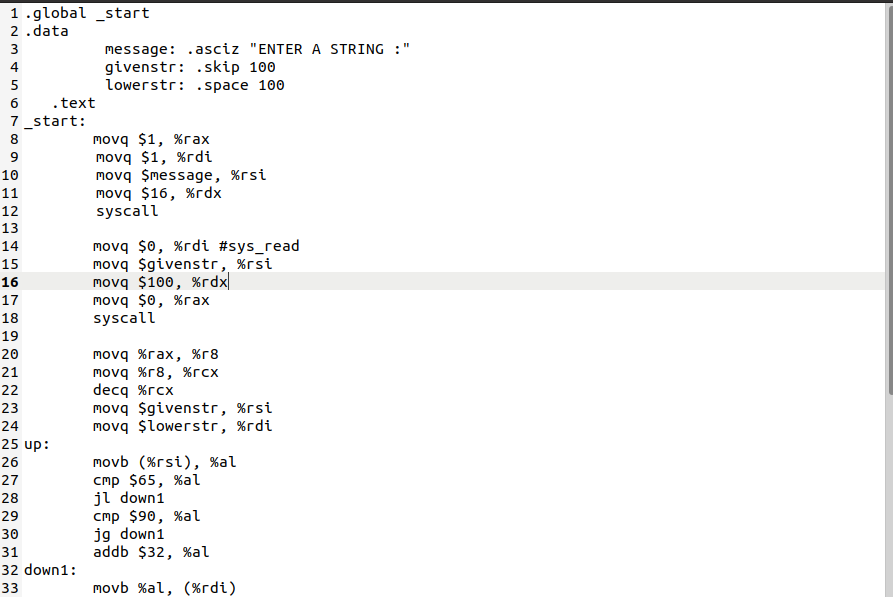 1 .global _start
2 .data
3 message: .asciz "ENTER A STRING :"
4 givenstr: .skip 100
5 lowerstr: .space 100
6 .text
7 _start:
8 movq $1, %rax
9 movq $1, %rdi
10 movq $message, %rsi
11 movq $16, %rdx
12 syscall
13
14 movq $0, %rdi #sys_read
15 movq $givenstr, %rsi
16 movq $100, %rdx
17 movq $0, %rax
18 syscall
19
20 movq %rax, %r8
21 movq %r8, %rcx
22 decq %rcx
23 movq $givenstr, %rsi
24 movq $lowerstr, %rdi
25 up:
26 movb (%rsi), %al
27 cmp $65, %al
28 jl down1
29 cmp $90, %al
30 jg down1
31 addb $32, %al
32 down1:
33 movb %al, (%rdi)